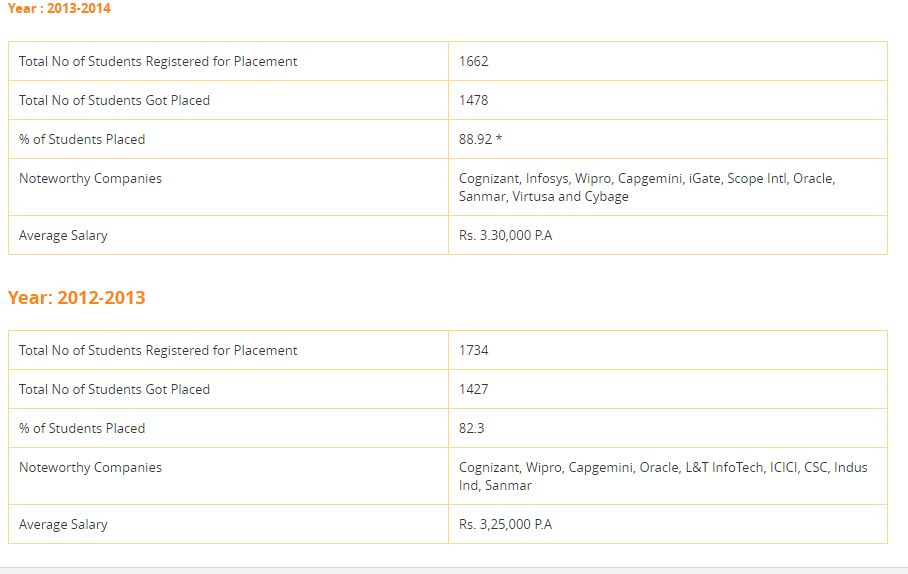 Year : 2013-2014
Total No of Students Registered for Placement 1662
Total No of Students Got Placed 1478
% of Students Placed 88.92 *
Noteworthy Companies Cognizant, Infosys, Wipro, Capgemini, iGate, Scope Intl, Oracle,
Sanmar, Virtusa and Cybage
Average Salary Rs. 3.30,000 P.A
Year: 2012-2013
Total No of Students Registered for Placement 1734
Total No of Students Got Placed 1427
% of Students Placed 82.3
Noteworthy Companies Cognizant, Wipro, Capgemini, Oracle, L&T InfoTech, ICICI, CSC, Indus
Ind, Sanmar
Average Salary Rs. 3,25,000 P.A